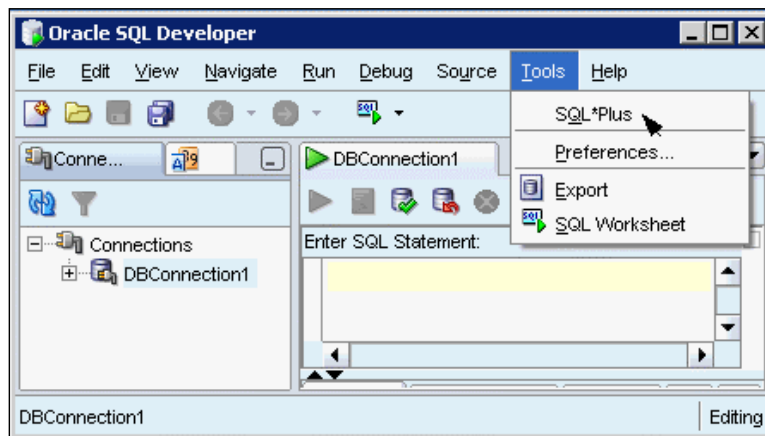 Oracle SQL Developer
File Edit View Navigate Run Debug Source Tools Help
SQL*Plus
Preferences...
Export
SQL Worksheet
Conne...
DBConnection1
Connections
DBConnection1
Enter SQL Statement:
DBConnection1
Editing